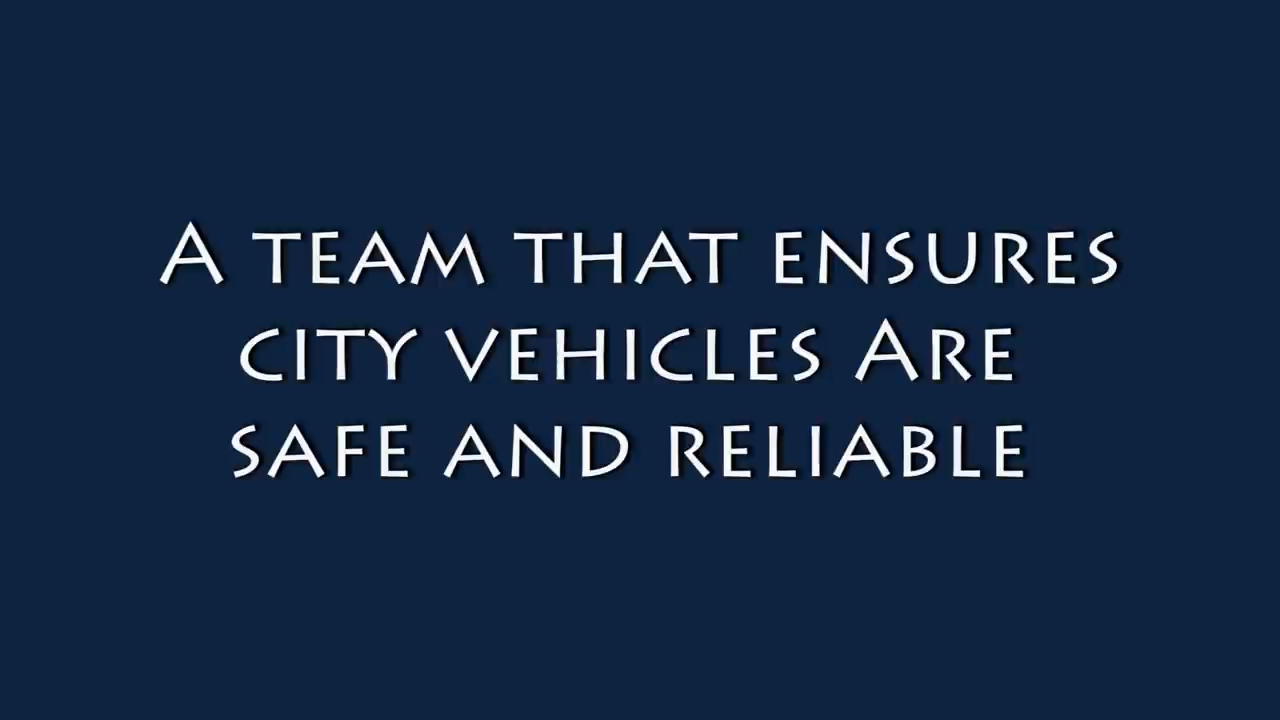 A TEAM THAT ENSURES
CITY VEHICLES ARE
SAFE AND RELIABLE